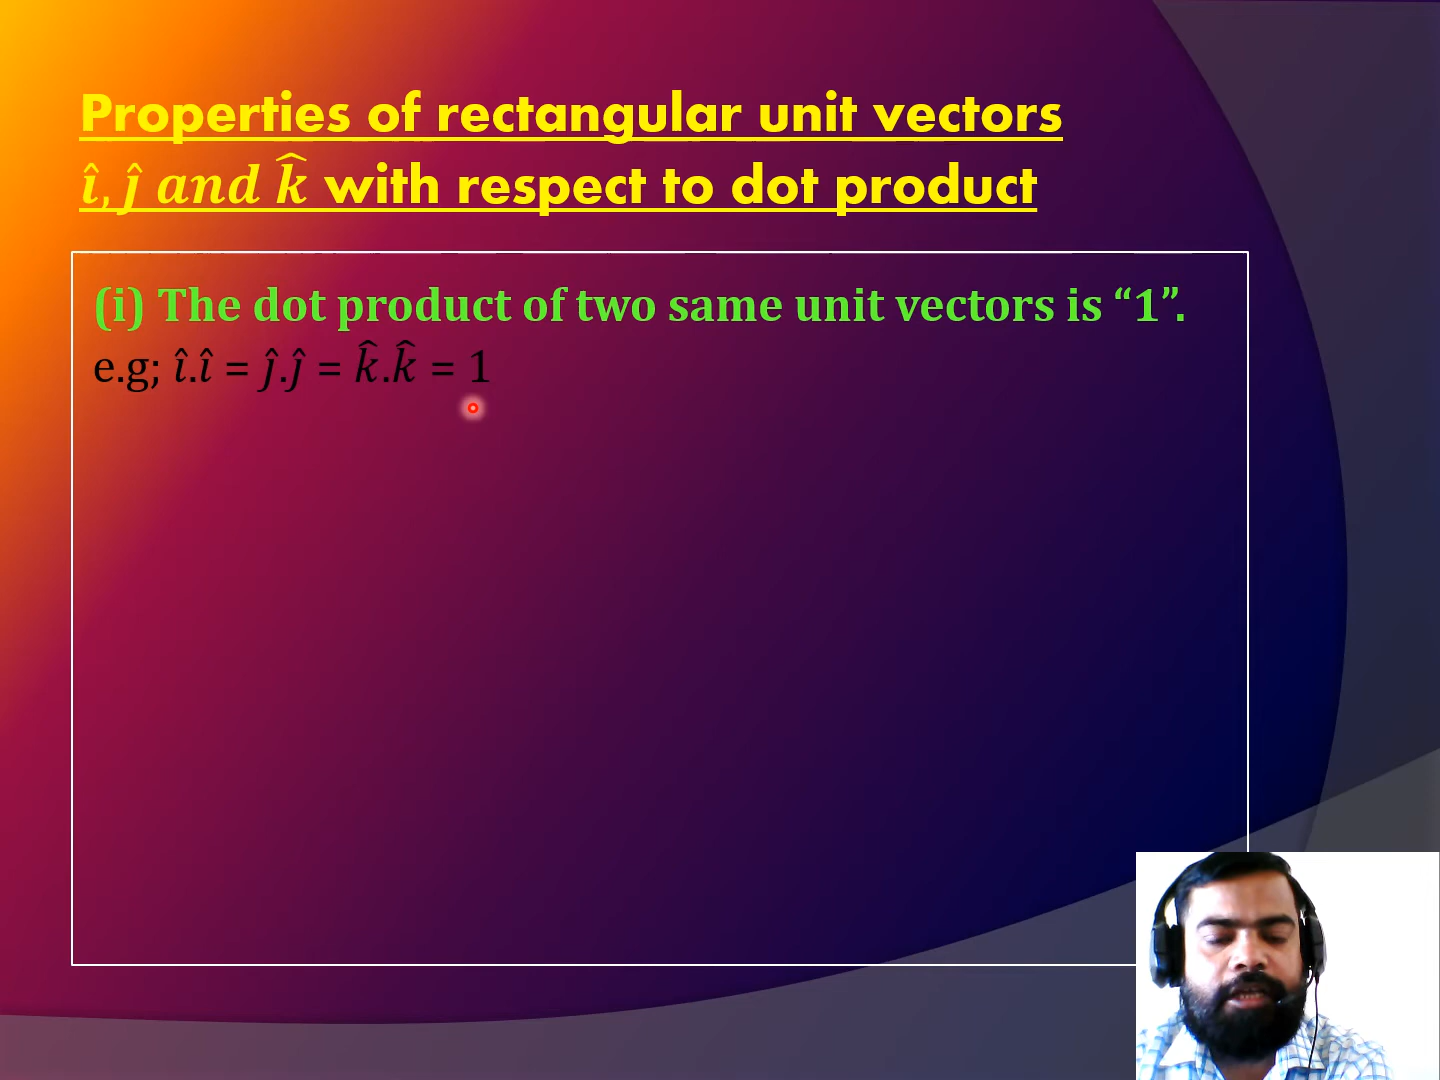 Properties of rectangular unit vectors
î, ĵ and k̂ with respect to dot product
(i) The dot product of two same unit vectors is “1”.
e.g; î.î = ĵ.ĵ = k̂.k̂ = 1